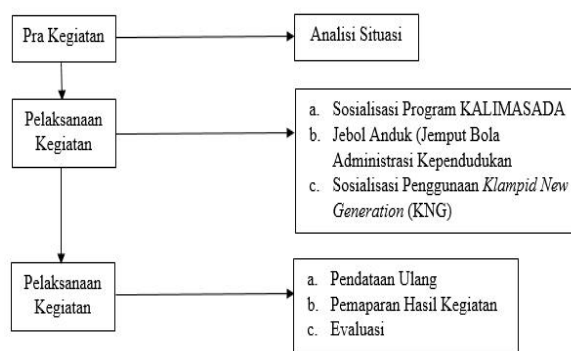 Pra Kegiatan
Analisi Situasi
Pelaksanaan
Kegiatan
a. Sosialisasi Program KALIMASADA
b. Jebol Anduk (Jemput Bola
Administrasi Kependudukan
c. Sosialisasi Penggunaan Klampid New
Generation (KNG)
Pelaksanaan
Kegiatan
a. Pendataan Ulang
b. Pemaparan Hasil Kegiatan
c. Evaluasi